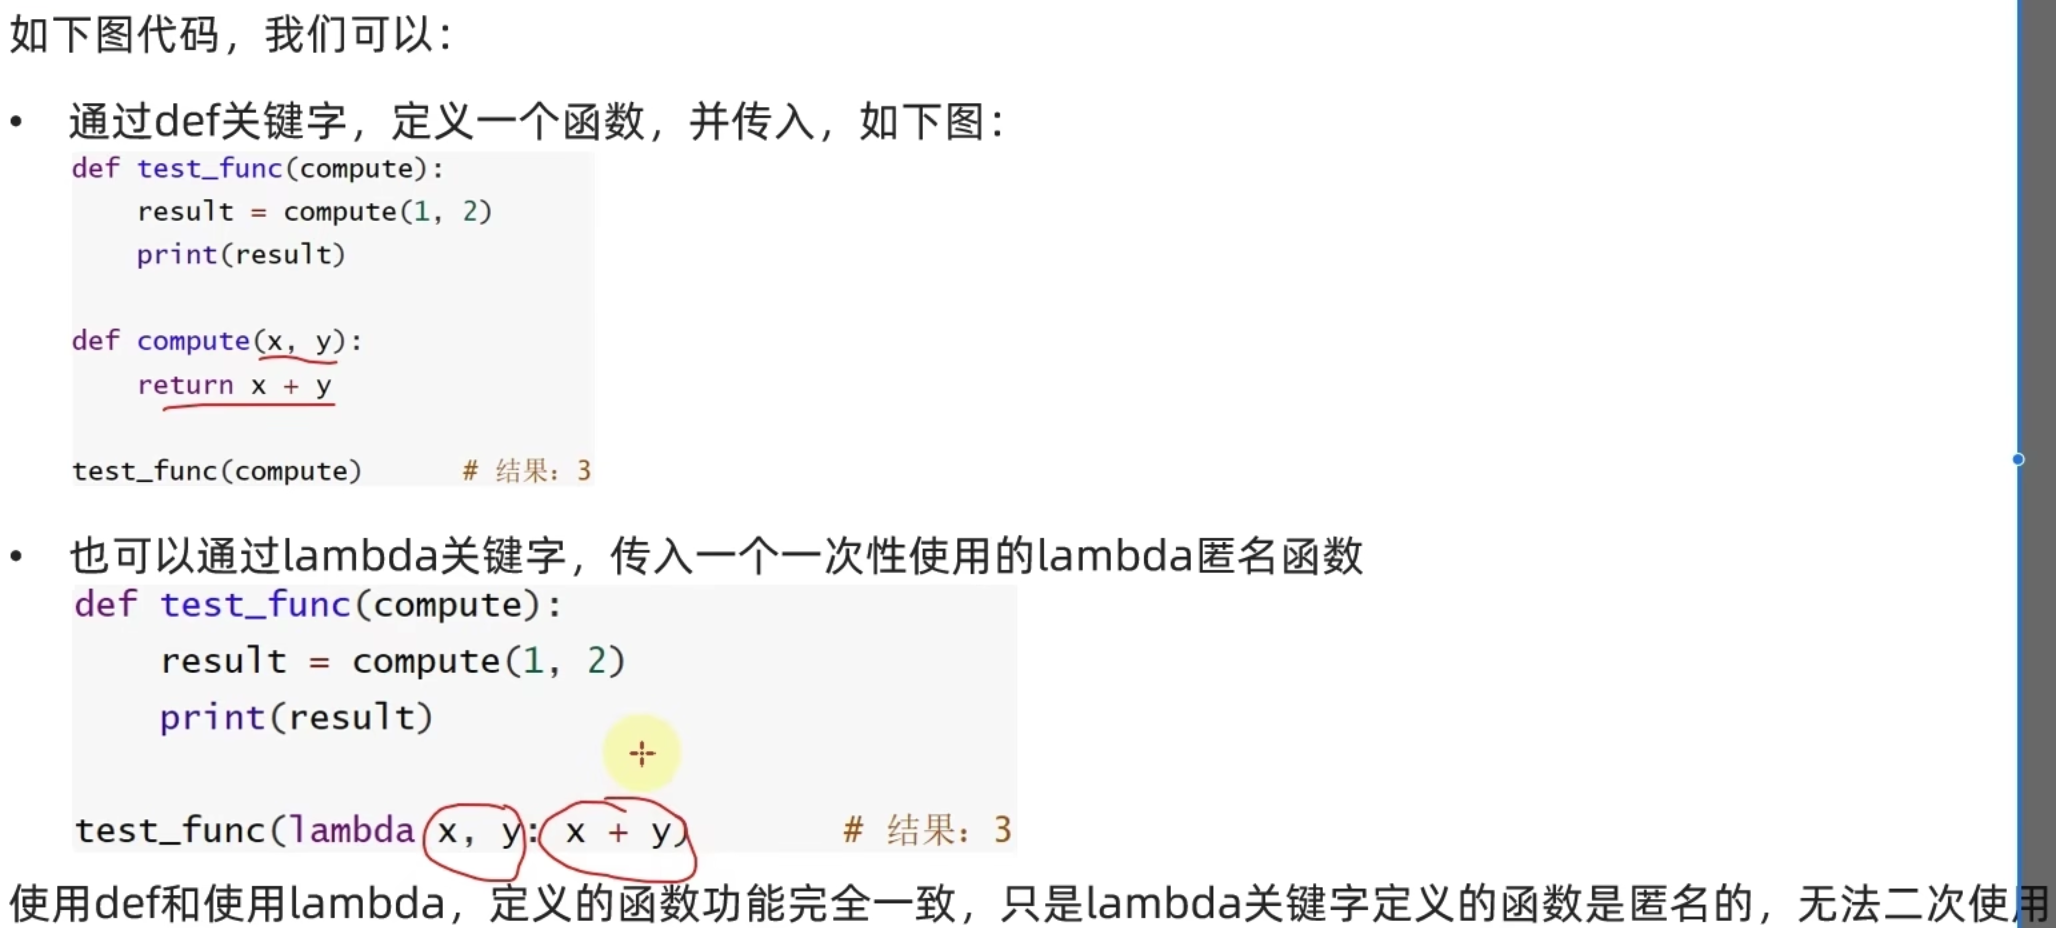 如下图代码，我们可以：
• 通过def关键字，定义一个函数，并传入，如下图：
def test_func(compute):
    result = compute(1, 2)
    print(result)
def compute(x, y):
    return x + y
test_func(compute)      # 结果：3
• 也可以通过lambda关键字，传入一个一次性使用的lambda匿名函数
def test_func(compute):
    result = compute(1, 2)
    print(result)
test_func(lambda x, y: x + y)      # 结果：3
使用def和使用lambda，定义的函数功能完全一致，只是lambda关键字定义的函数是匿名的，无法二次使用